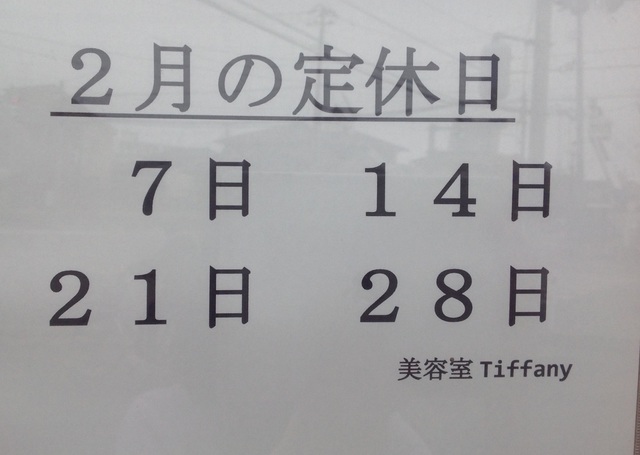 ２月の定休日
７日　１４日
２１日　２８日
美容室 Tiffany